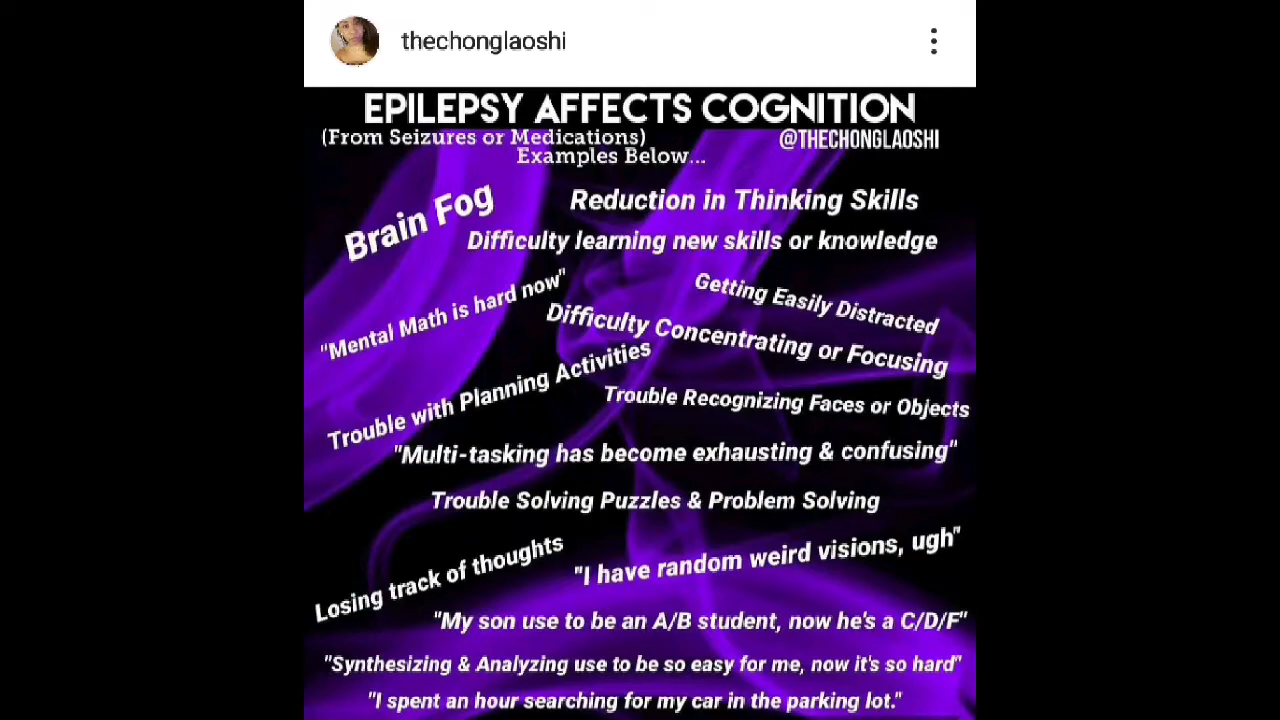 thechonglaoshi
EPILEPSY AFFECTS COGNITION
(From Seizures or Medications)
@THECHONGLAOSHI
Examples Below...
Brain Fog
Reduction in Thinking Skills
Difficulty learning new skills or knowledge
"Mental Math is hard now"
Getting Easily Distracted
Difficulty Concentrating or Focusing
Trouble with Planning Activities
Trouble Recognizing Faces or Objects
"Multi-tasking has become exhausting & confusing"
Trouble Solving Puzzles & Problem Solving
Losing track of thoughts
"I have random weird visions, ugh"
"My son use to be an A/B student, now he's a C/D/F"
"Synthesizing & Analyzing use to be so easy for me, now it's so hard"
"I spent an hour searching for my car in the parking lot."